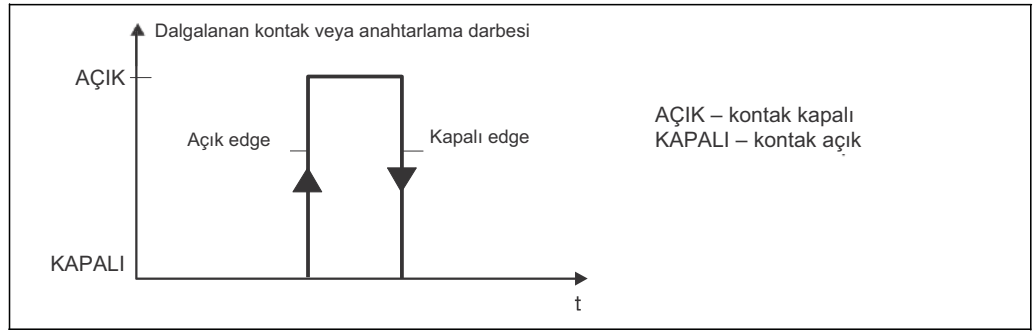 Dalgalanan kontak veya anahtarlama darbesi
AÇIK
AÇIK – kontak kapalı
KAPALI – kontak açık
Açık edge
Kapalı edge
KAPALI
t